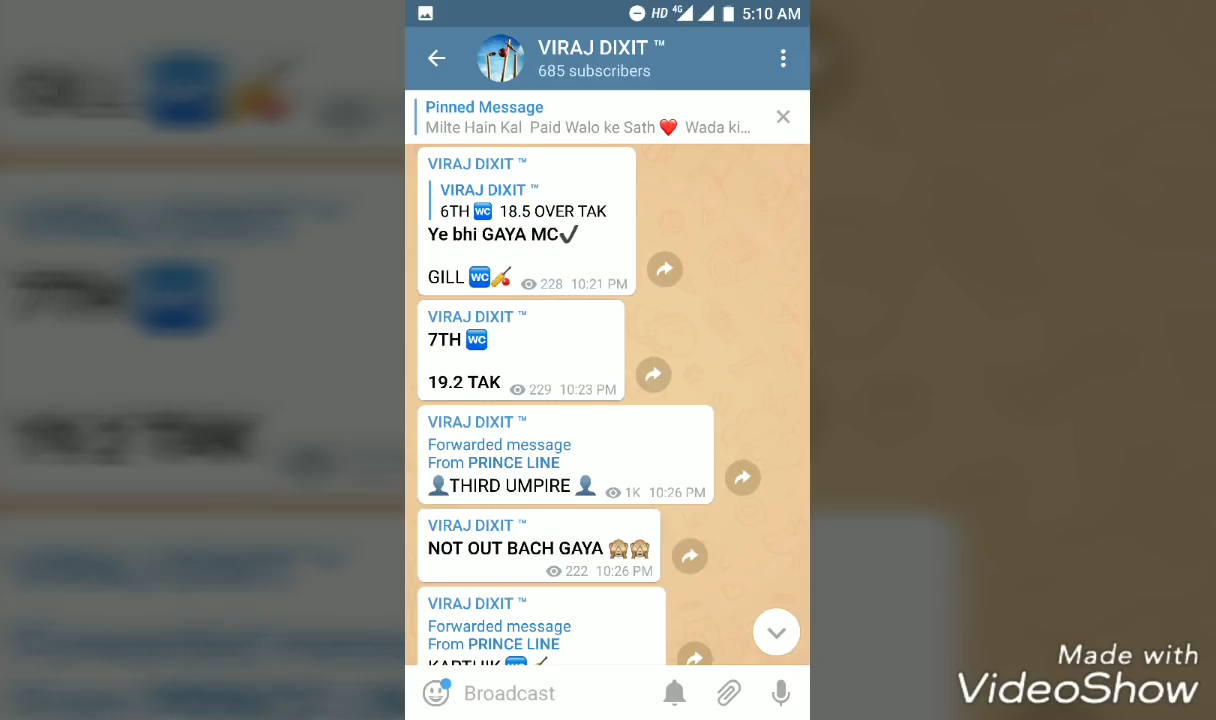 HD 4G 5:10 AM
VIRAJ DIXIT ™
685 subscribers
Pinned Message
Milte Hain Kal Paid Walo ke Sath ❤️ Wada ki...
VIRAJ DIXIT ™
VIRAJ DIXIT ™
6TH 🚾 18.5 OVER TAK
Ye bhi GAYA MC✔️
GILL 🚾🏏 228 10:21 PM
VIRAJ DIXIT ™
7TH 🚾
19.2 TAK 229 10:23 PM
VIRAJ DIXIT ™
Forwarded message
From PRINCE LINE
👤THIRD UMPIRE 👤 1K 10:26 PM
VIRAJ DIXIT ™
NOT OUT BACH GAYA 🙈🙈
222 10:26 PM
VIRAJ DIXIT ™
Forwarded message
From PRINCE LINE
KARTHIK 🚾🏏
Broadcast
Made with
VideoShow